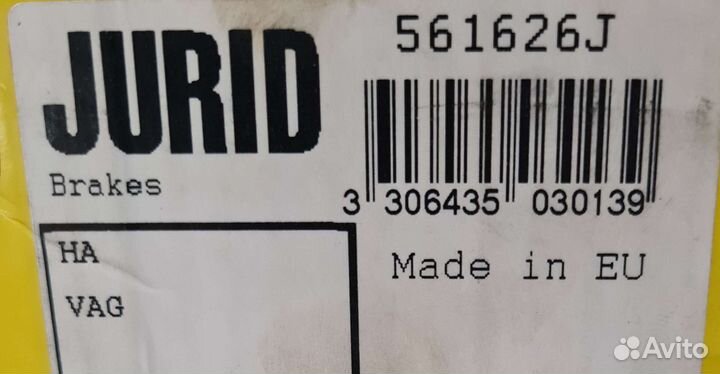 JURID
Brakes
561626J
3 306435 030139
HA
VAG
Made in EU
Avito